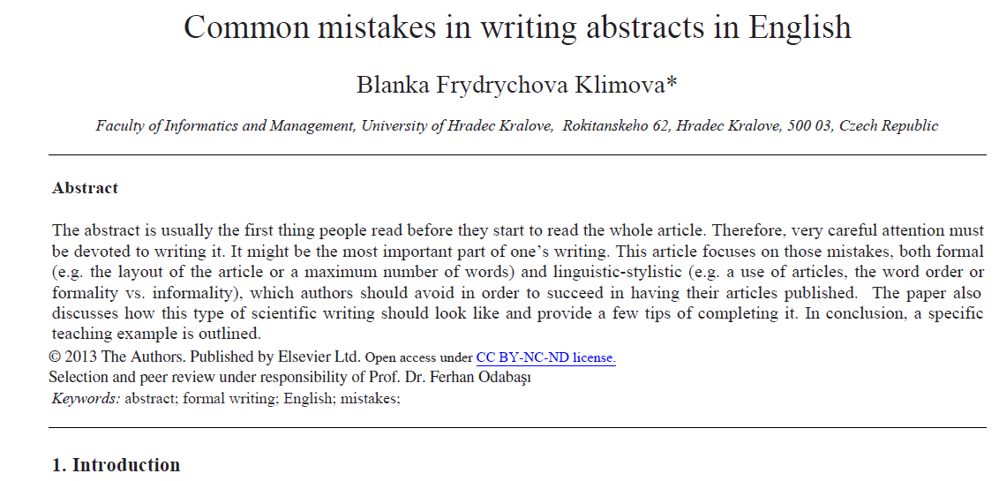 Common mistakes in writing abstracts in English
Blanka Frydrychova Klimova*
Faculty of Informatics and Management, University of Hradec Kralove, Rokitanskeho 62, Hradec Kralove, 500 03, Czech Republic
Abstract
The abstract is usually the first thing people read before they start to read the whole article. Therefore, very careful attention must
be devoted to writing it. It might be the most important part of one's writing. This article focuses on those mistakes, both formal
(e.g. the layout of the article or a maximum number of words) and linguistic-stylistic (e.g. a use of articles, the word order or
formality vs. informality), which authors should avoid in order to succeed in having their articles published. The paper also
discusses how this type of scientific writing should look like and provide a few tips of completing it. In conclusion, a specific
teaching example is outlined.
© 2013 The Authors. Published by Elsevier Ltd. Open access under CC BY-NC-ND license.
Selection and peer review under responsibility of Prof. Dr. Ferhan Odabaşı
Keywords: abstract; formal writing; English; mistakes;
1. Introduction